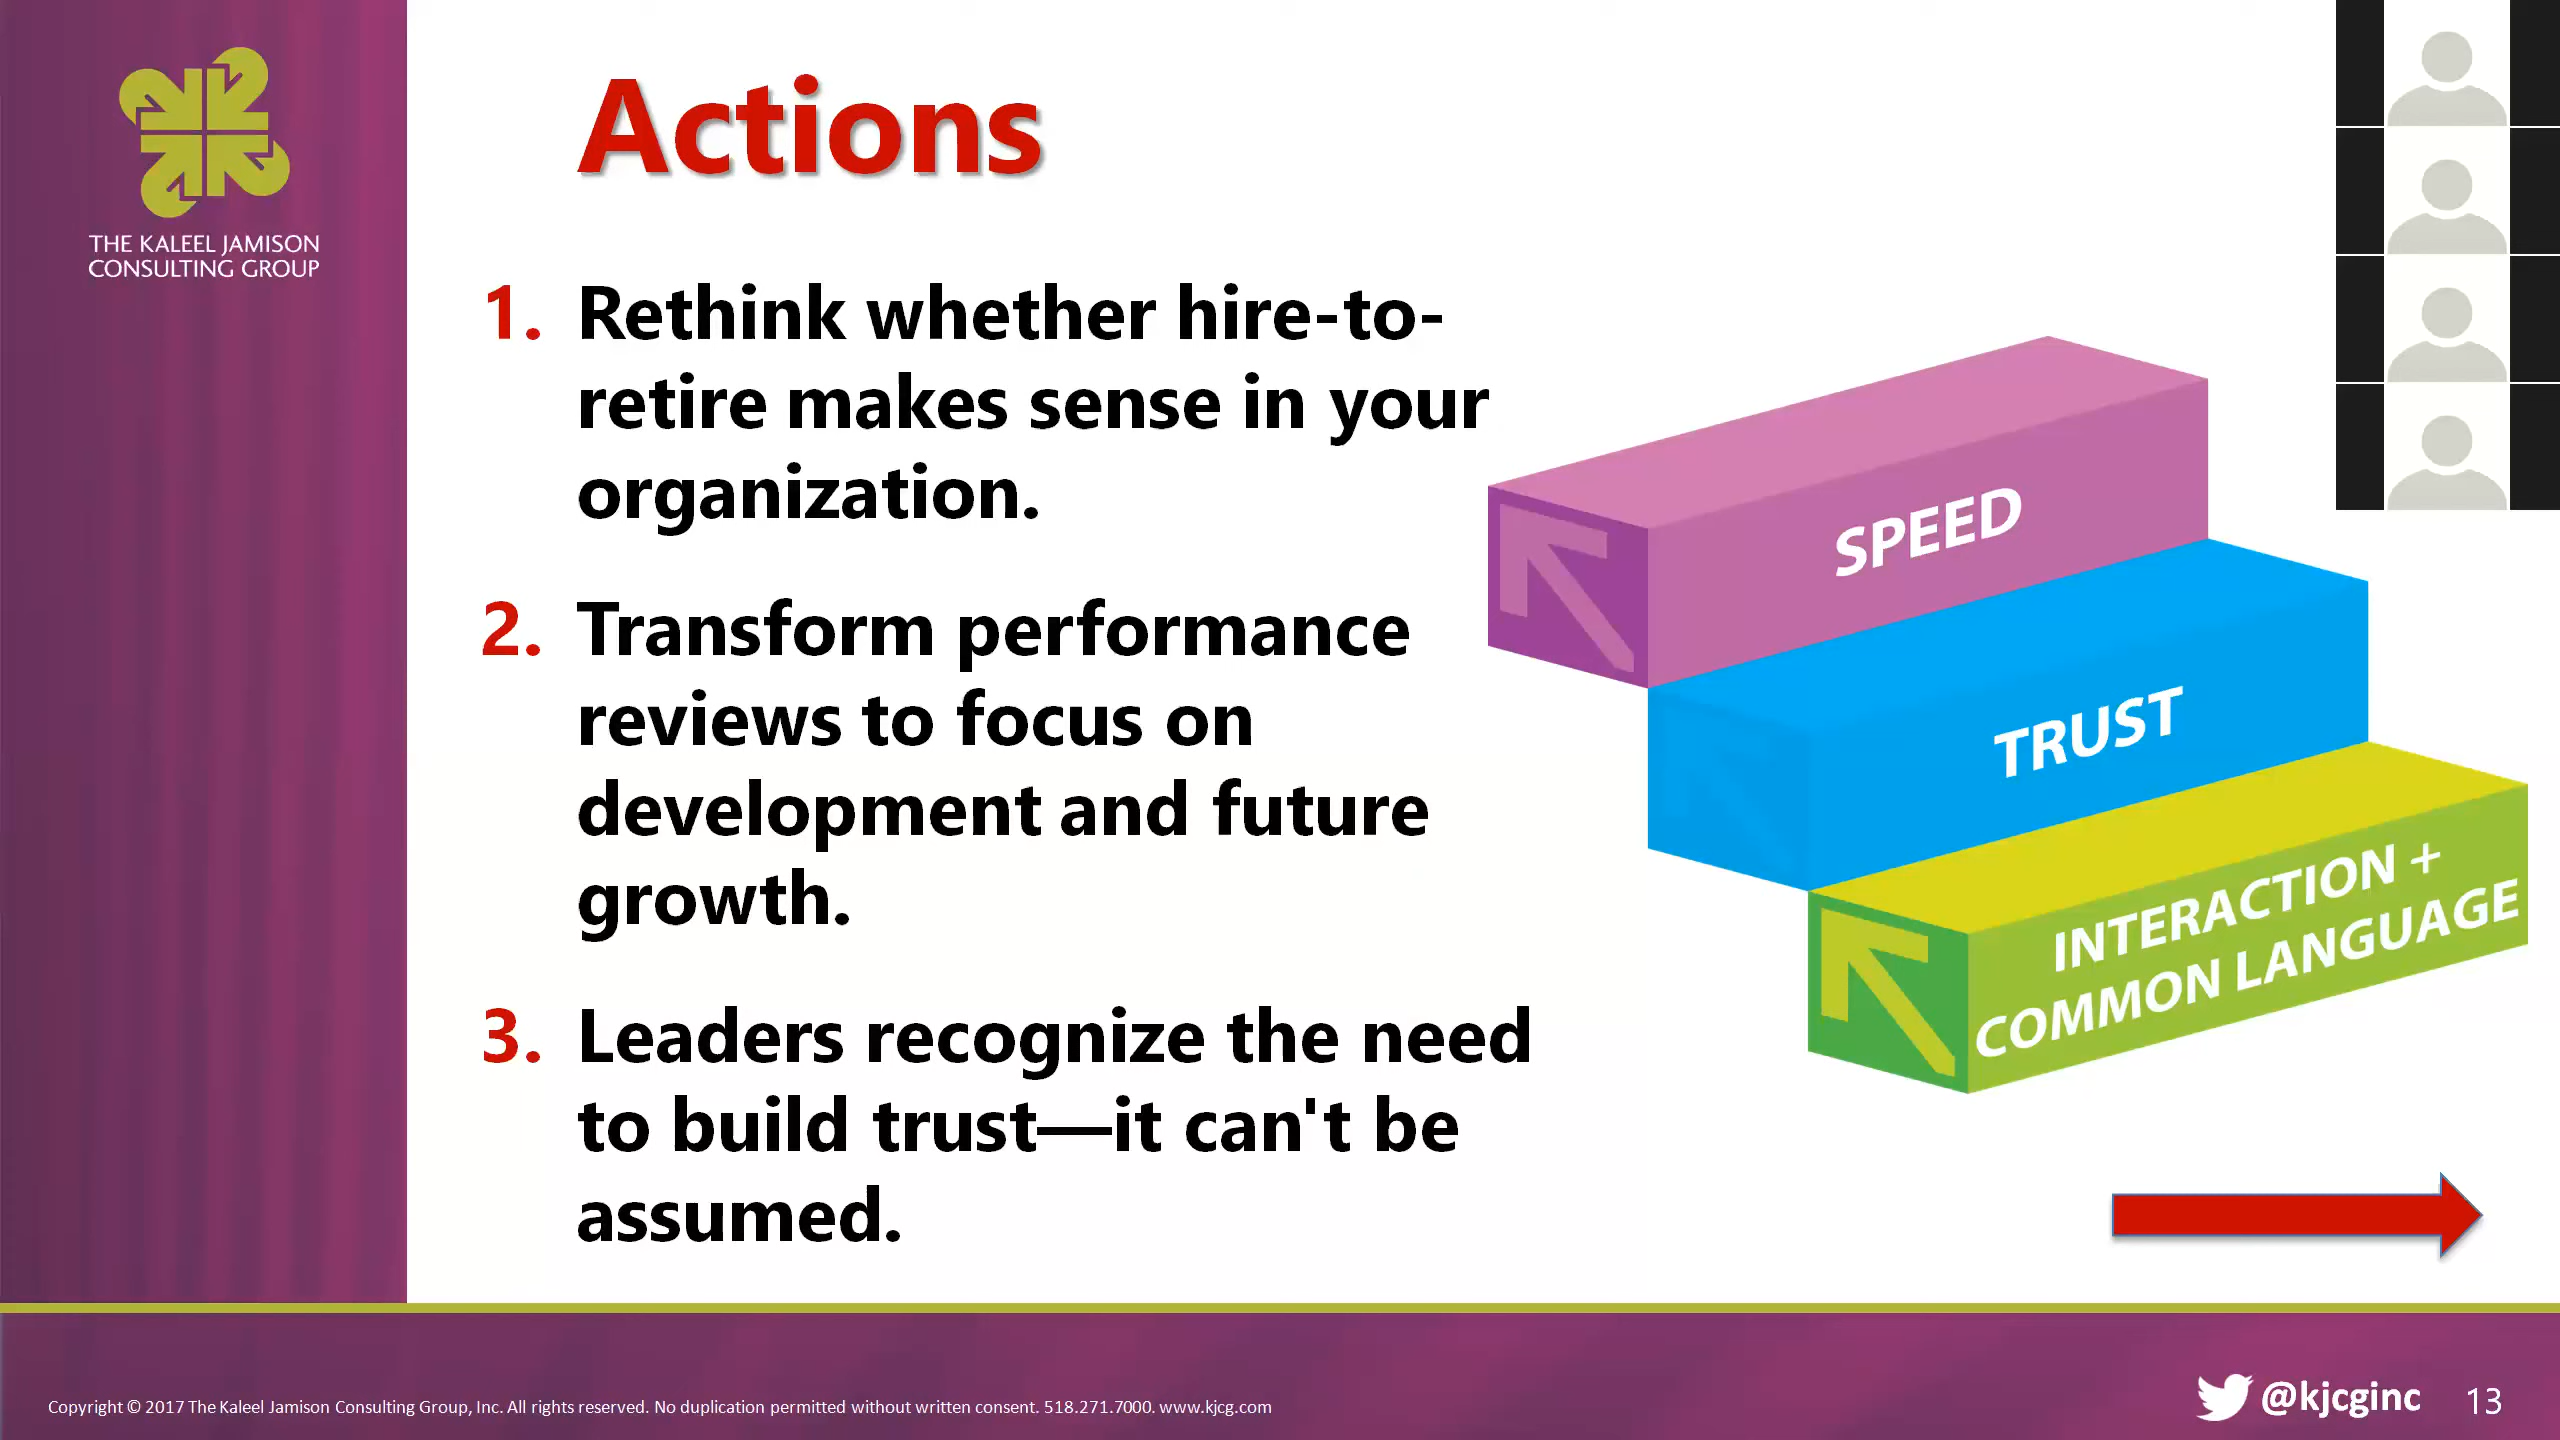 THE KALEEL JAMISON
CONSULTING GROUP
Actions
1. Rethink whether hire-to-
retire makes sense in your
organization.
2. Transform performance
reviews to focus on
development and future
growth.
3. Leaders recognize the need
to build trust—it can't be
assumed.
SPEED
TRUST
INTERACTION +
COMMON LANGUAGE
Copyright © 2017 The Kaleel Jamison Consulting Group, Inc. All rights reserved. No duplication permitted without written consent. 518.271.7000. www.kjcg.com
@kjcginc
13